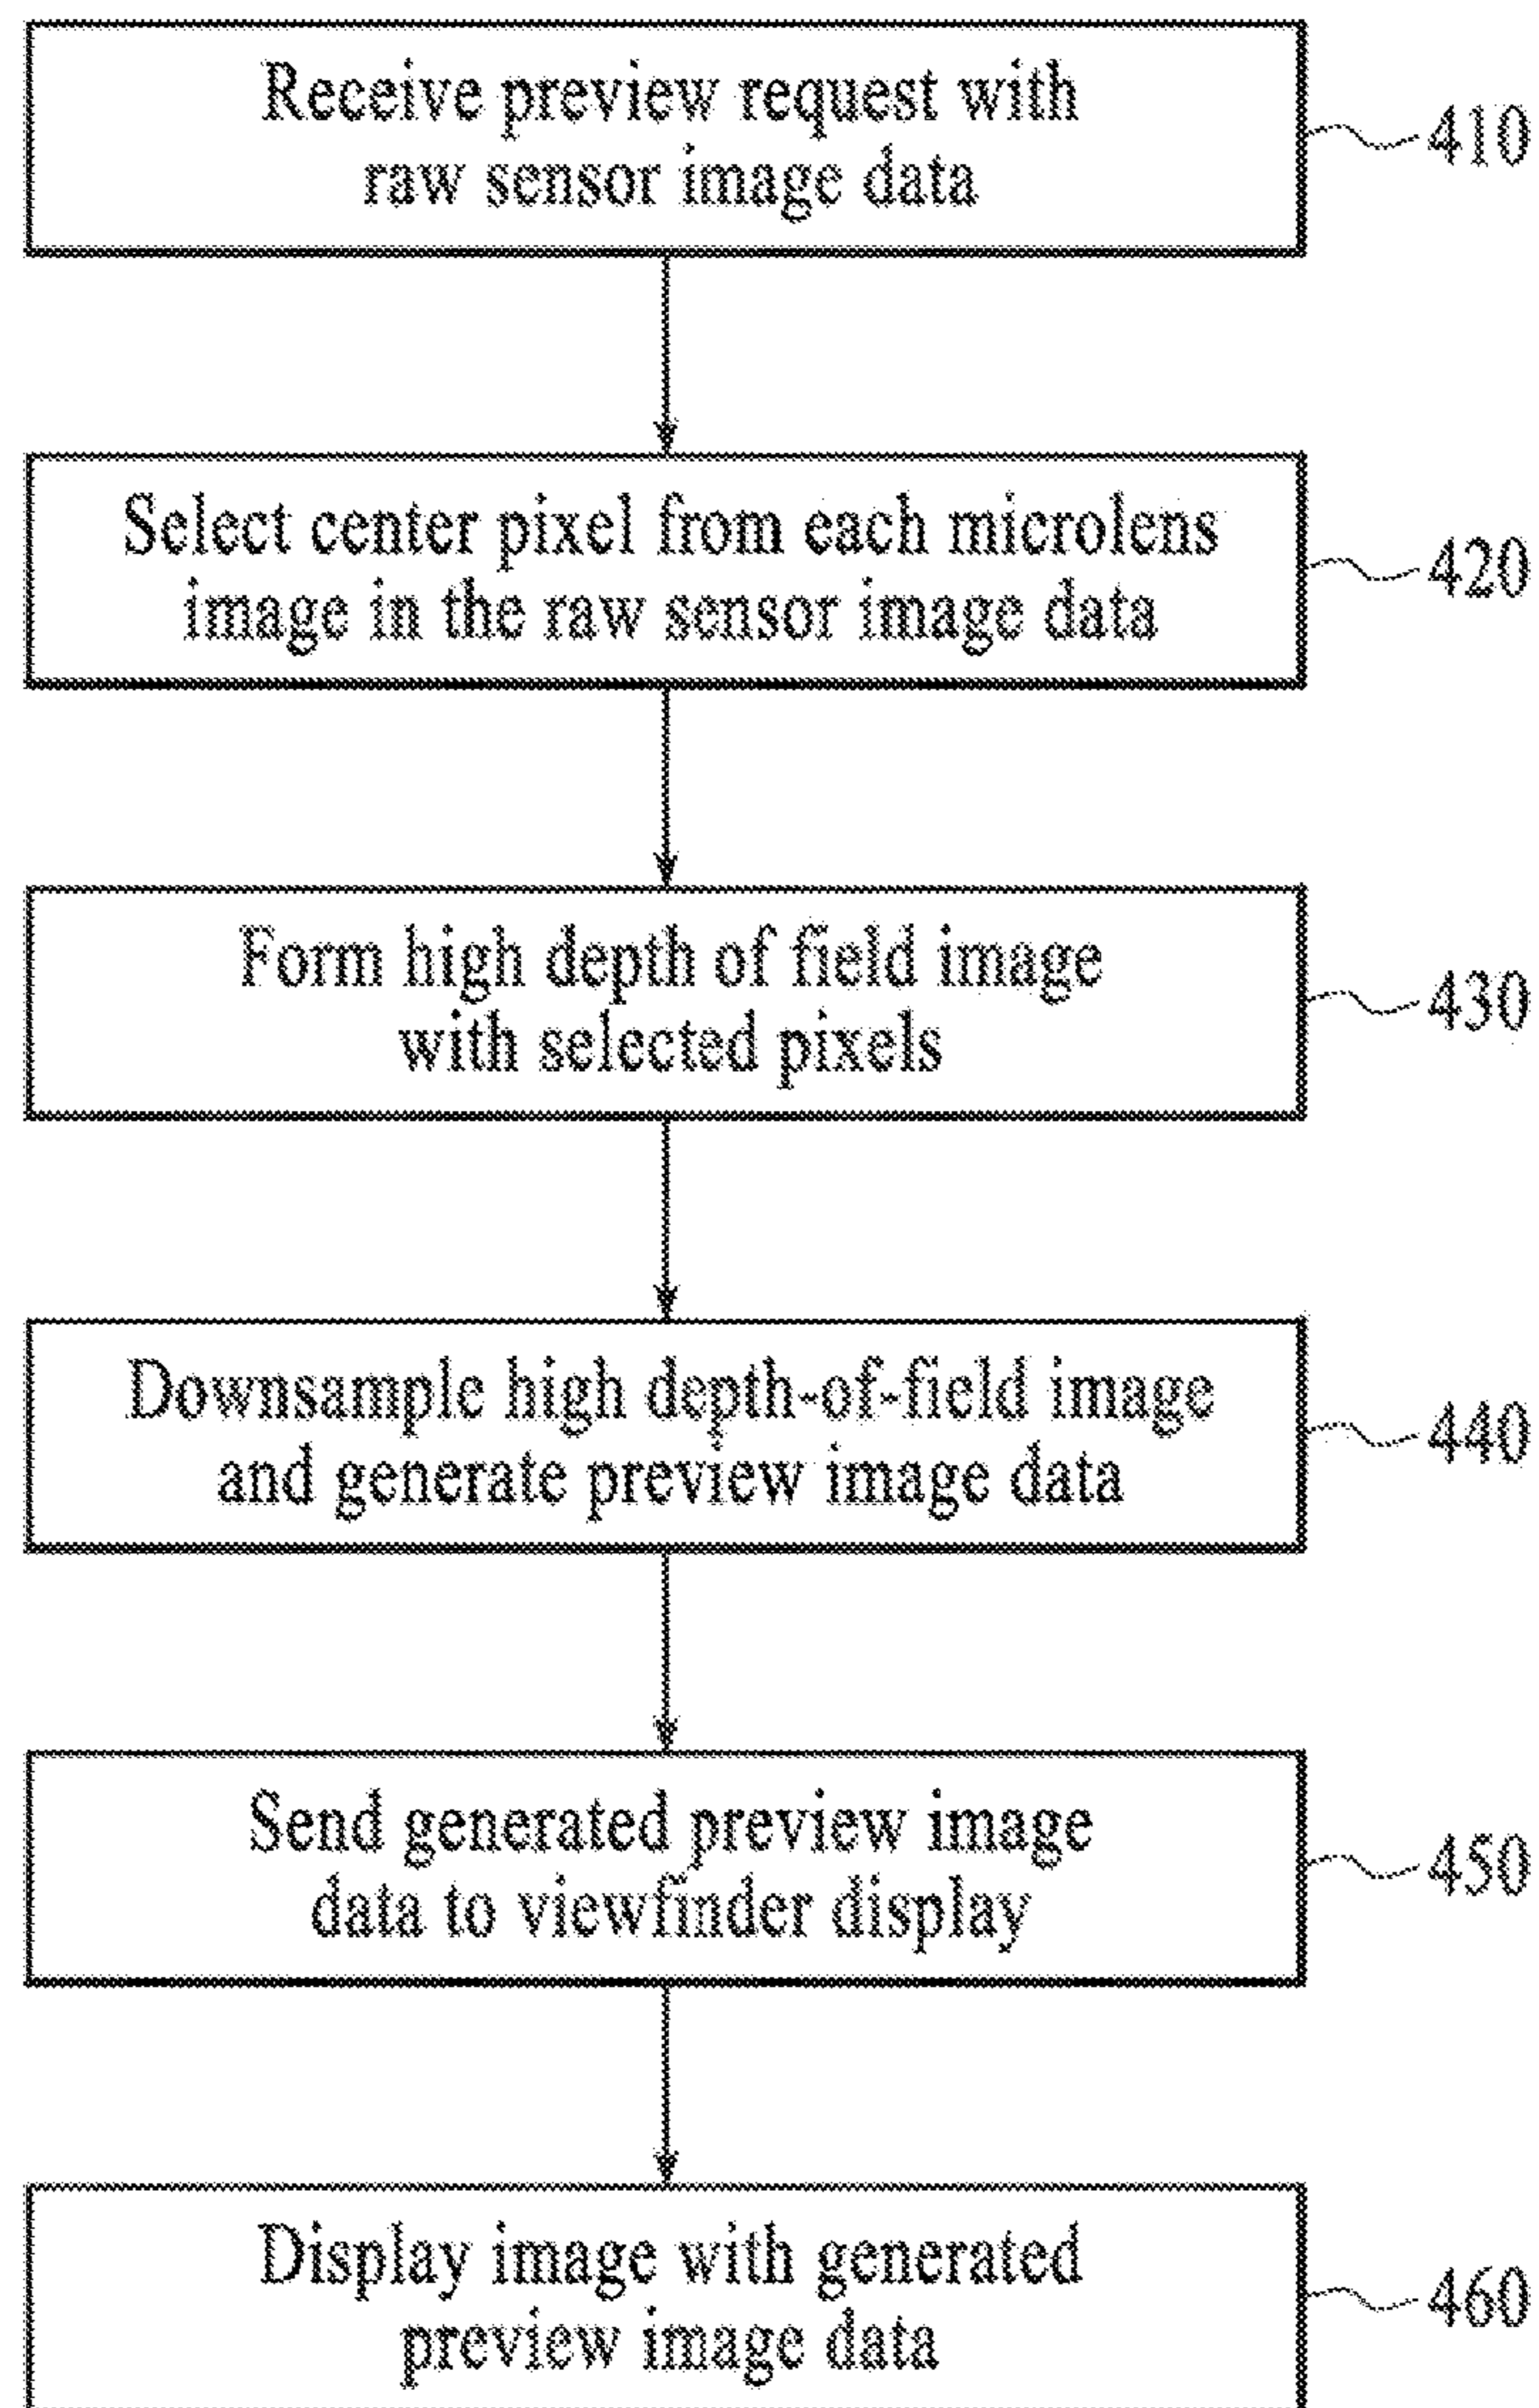 Receive preview request with
raw sensor image data
410
Select center pixel from each microlens
image in the raw sensor image data
420
Form high depth of field image
with selected pixels
430
Downsample high depth-of-field image
and generate preview image data
440
Send generated preview image
data to viewfinder display
450
Display image with generated
preview image data
460